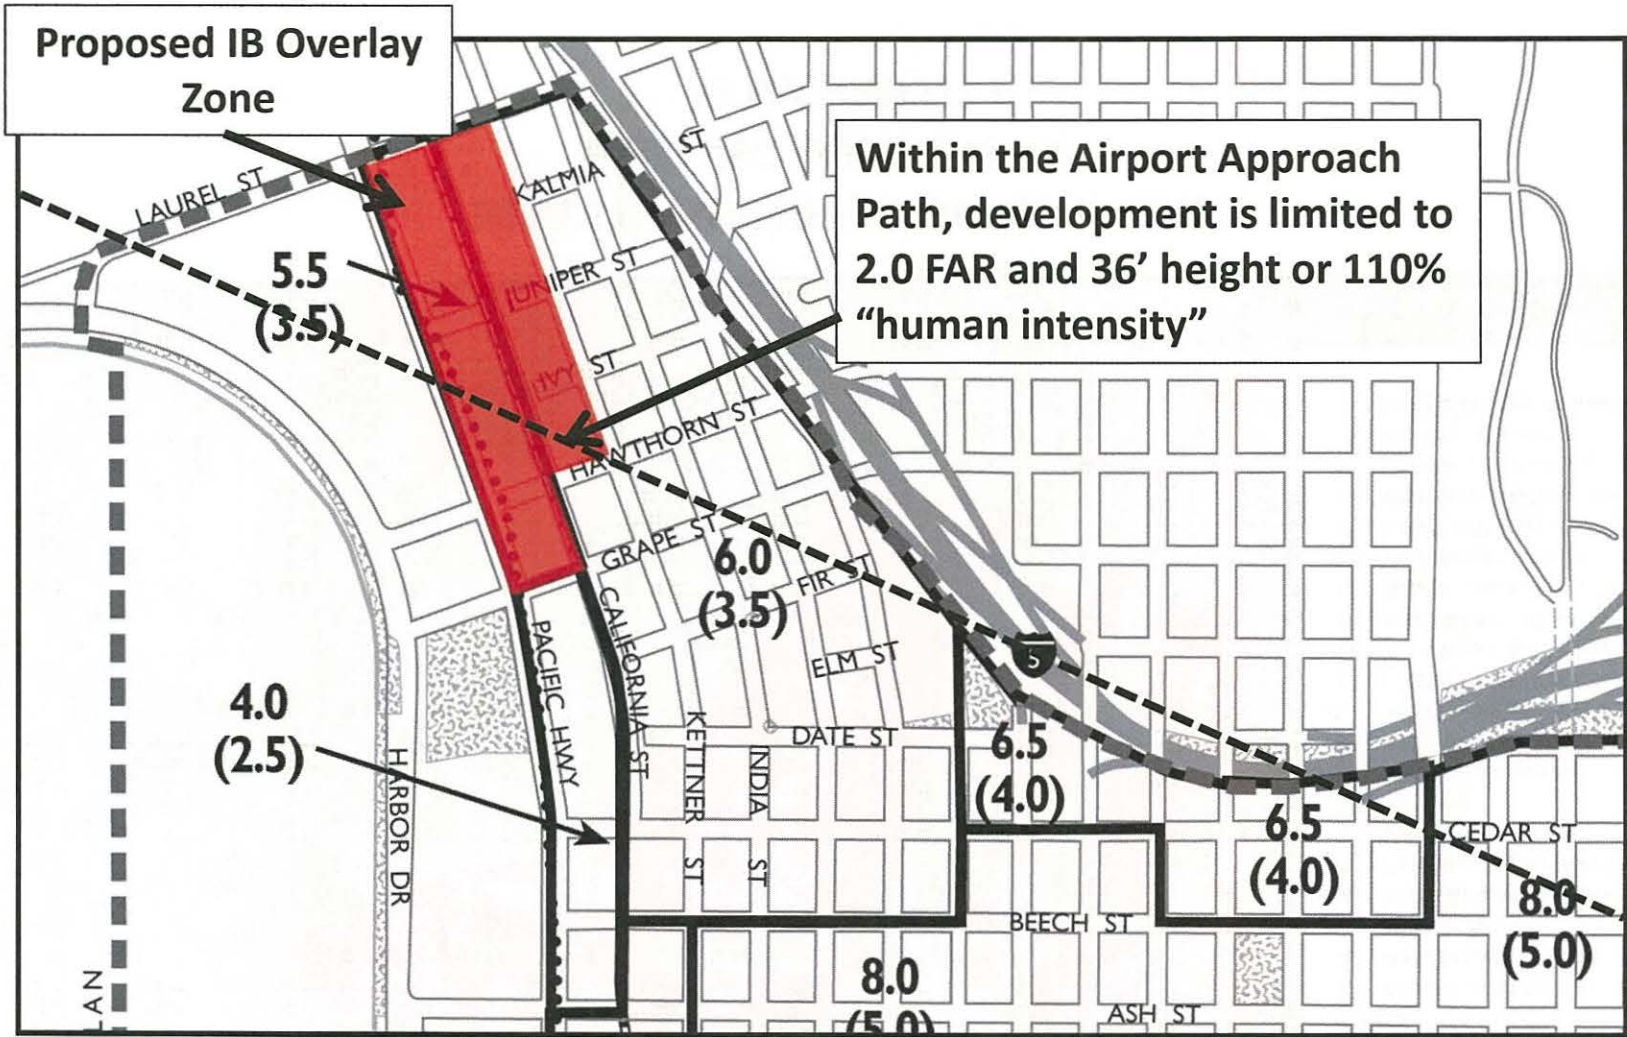 Proposed IB Overlay
Zone
Within the Airport Approach
Path, development is limited to
2.0 FAR and 36’ height or 110%
“human intensity”
LAUREL ST
KALMIA
ST
5.5
(3.5)
JUNIPER ST
IVY ST
HAWTHORN ST
GRAPE ST
6.0
(3.5)
FIR ST
ELM ST
5
4.0
(2.5)
PACIFIC HWY
CALIFORNIA ST
HARBOR DR
KETTNER ST
INDIA ST
DATE ST
6.5
(4.0)
6.5
(4.0)
CEDAR ST
8.0
(5.0)
BEECH ST
8.0
(5.0)
ASH ST
LAN